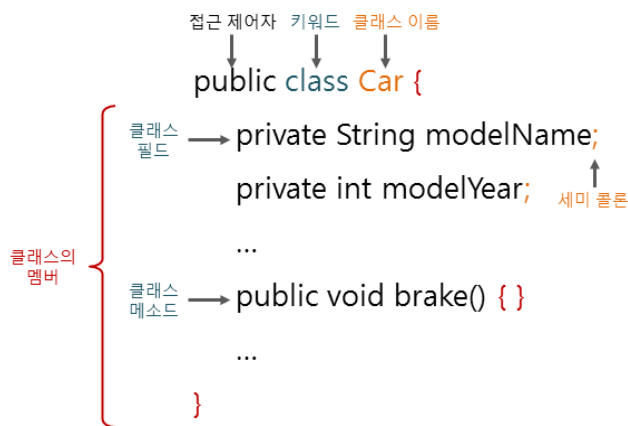 접근 제어자 키워드 클래스 이름
public class Car {
클래스
필드
private String modelName;
private int modelYear;
세미 콜론
...
클래스의
멤버
클래스
메소드
public void brake() { }
...
}